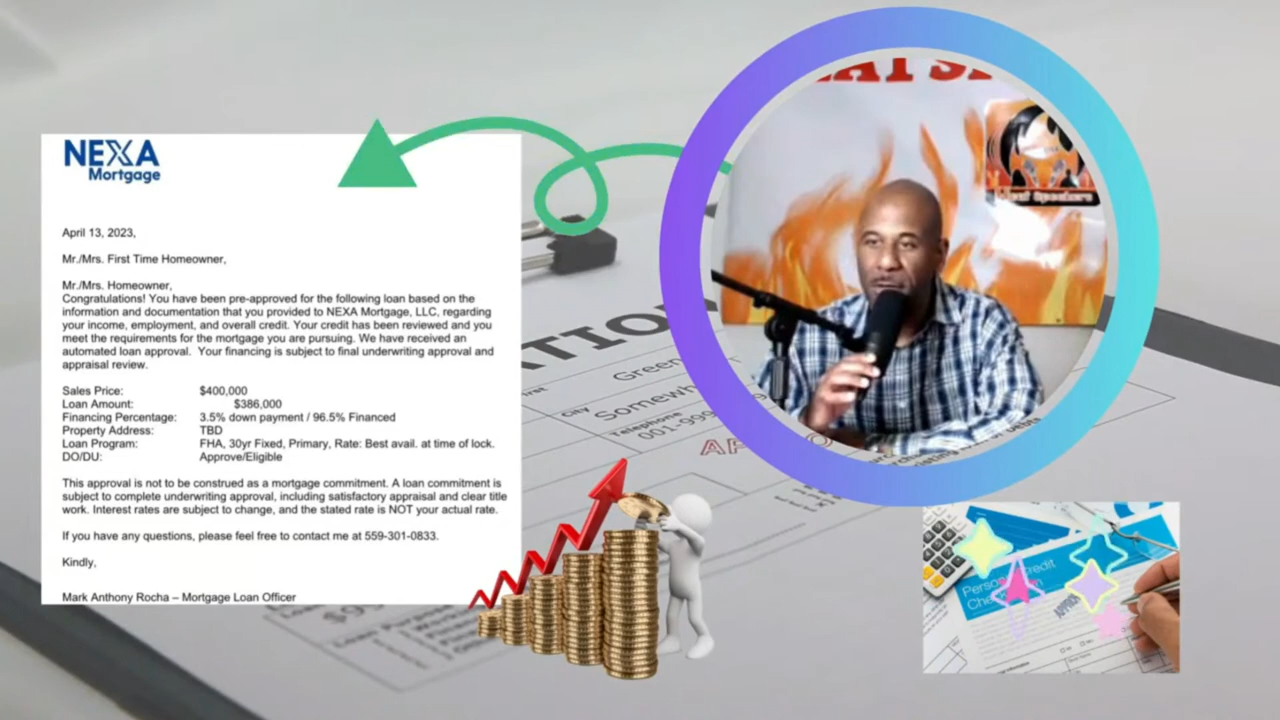 NEXA
Mortgage
April 13, 2023,
Mr./Mrs. First Time Homeowner,
Mr./Mrs. Homeowner,
Congratulations! You have been pre-approved for the following loan based on the
information and documentation that you provided to NEXA Mortgage, LLC, regarding
your income, employment, and overall credit. Your credit has been reviewed and you
meet the requirements for the mortgage you are pursuing. We have received an
automated loan approval.  Your financing is subject to final underwriting approval and
appraisal review.
Sales Price: $400,000
Loan Amount: $386,000
Financing Percentage: 3.5% down payment / 96.5% Financed
Property Address: TBD
Loan Program: FHA, 30yr Fixed, Primary, Rate: Best avail. at time of lock.
DO/DU: Approve/Eligible
This approval is not to be construed as a mortgage commitment. A loan commitment is
subject to complete underwriting approval, including satisfactory appraisal and clear title
work. Interest rates are subject to change, and the stated rate is NOT your actual rate.
If you have any questions, please feel free to contact me at 559-301-0833.
Kindly,
Mark Anthony Rocha – Mortgage Loan Officer
Green
City
Somewh
Telephone
001-999